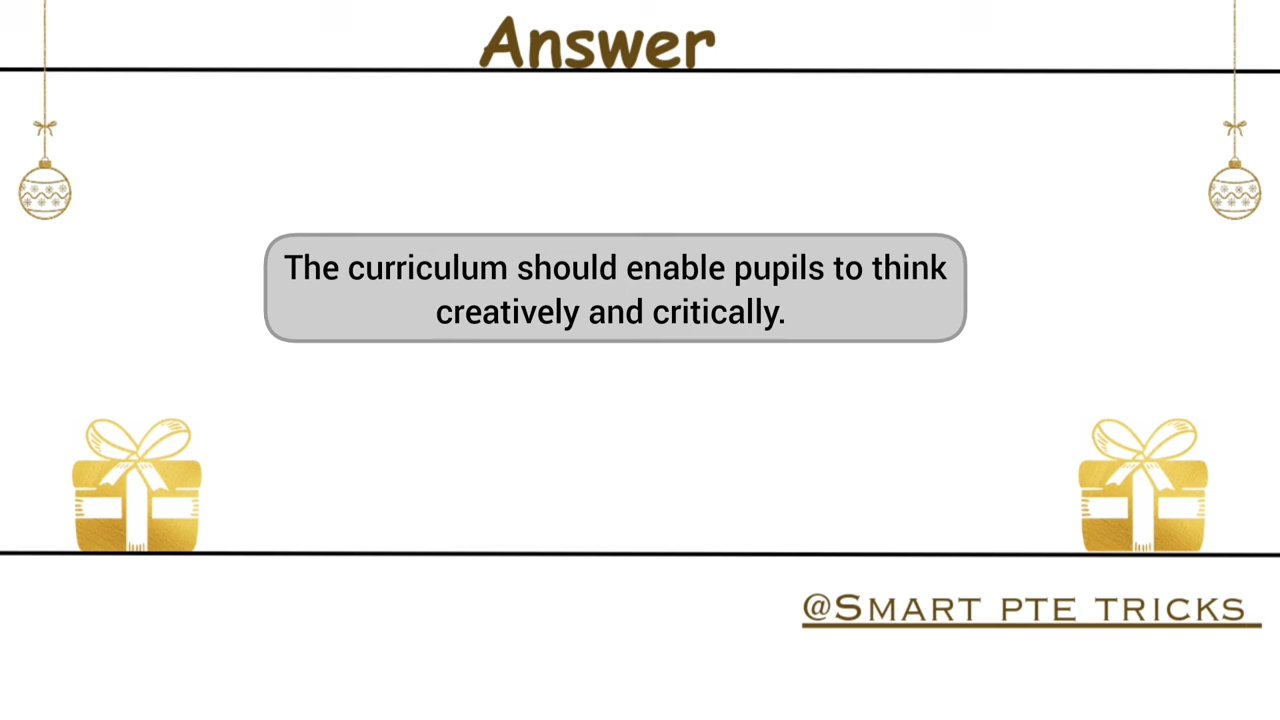 Answer
The curriculum should enable pupils to think
creatively and critically.
@SMART PTE TRICKS